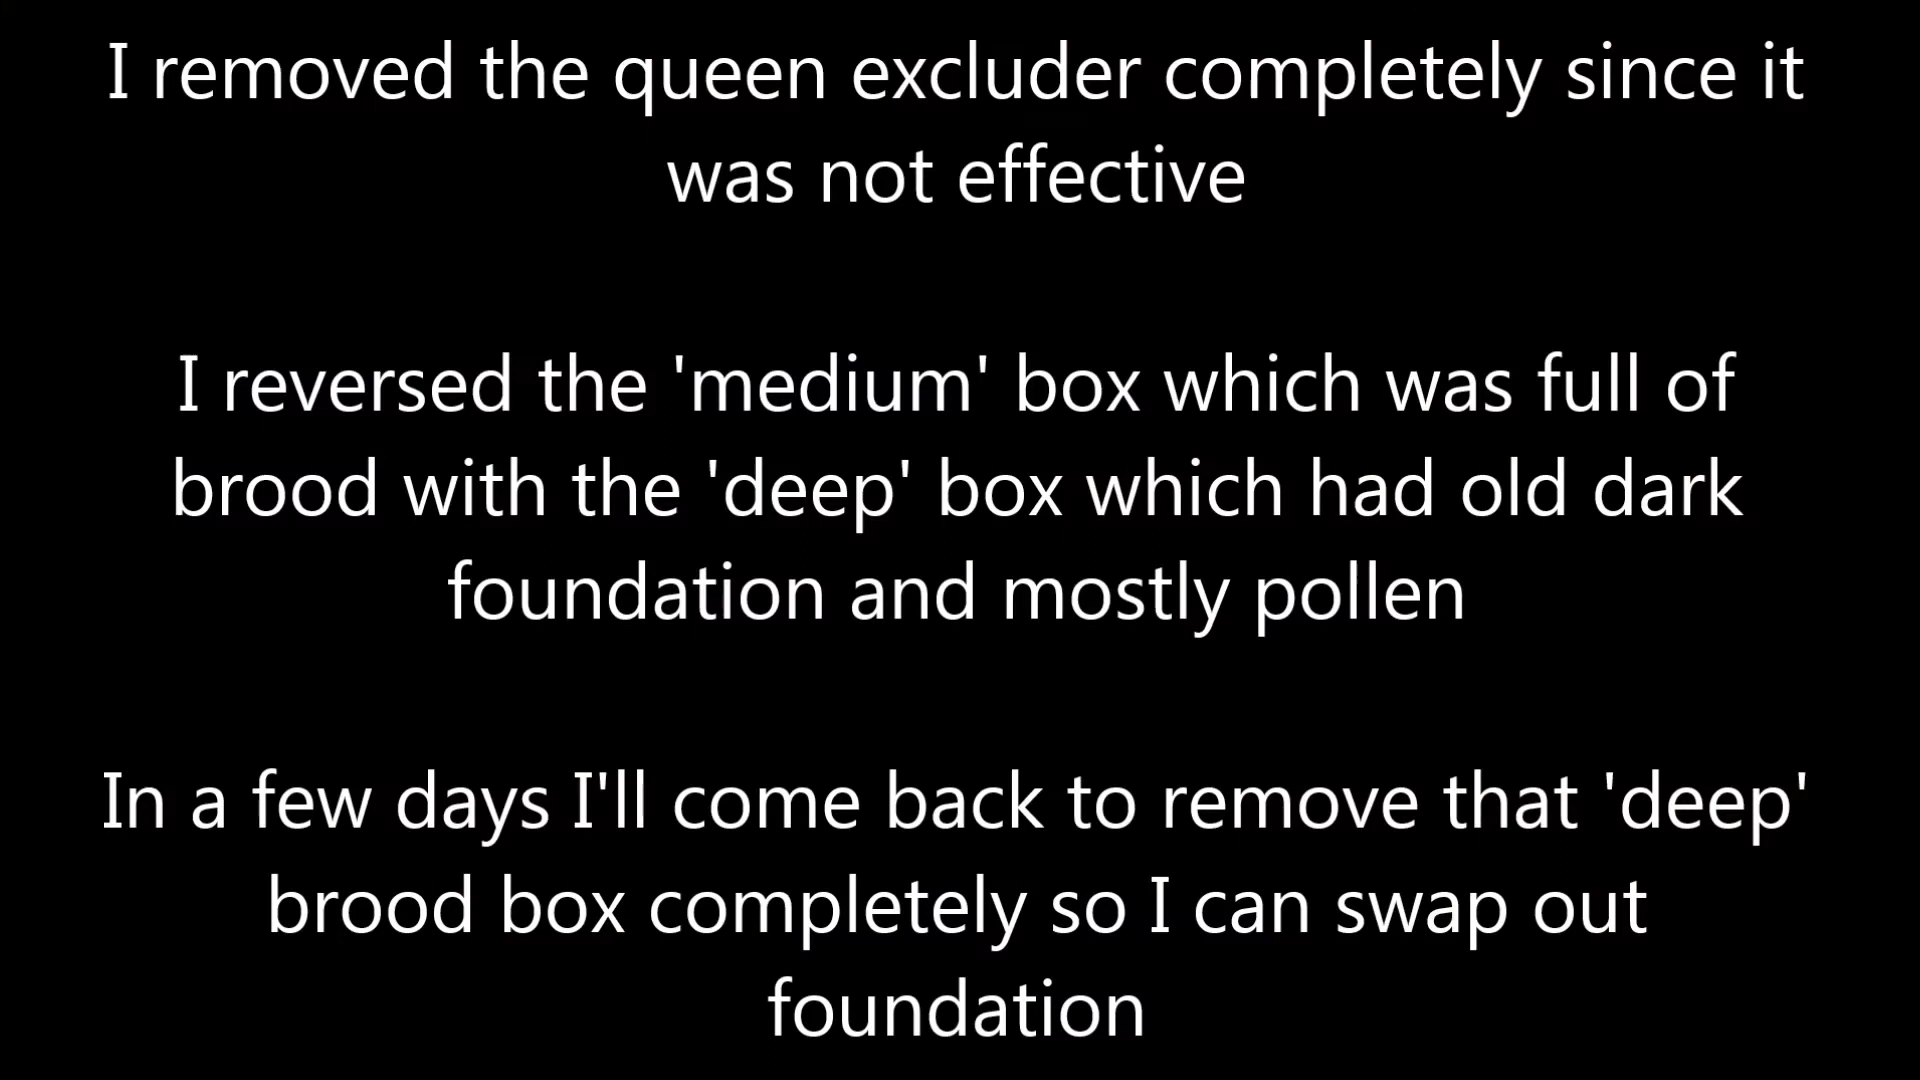 I removed the queen excluder completely since it
was not effective
I reversed the 'medium' box which was full of
brood with the 'deep' box which had old dark
foundation and mostly pollen
In a few days I'll come back to remove that 'deep'
brood box completely so I can swap out
foundation